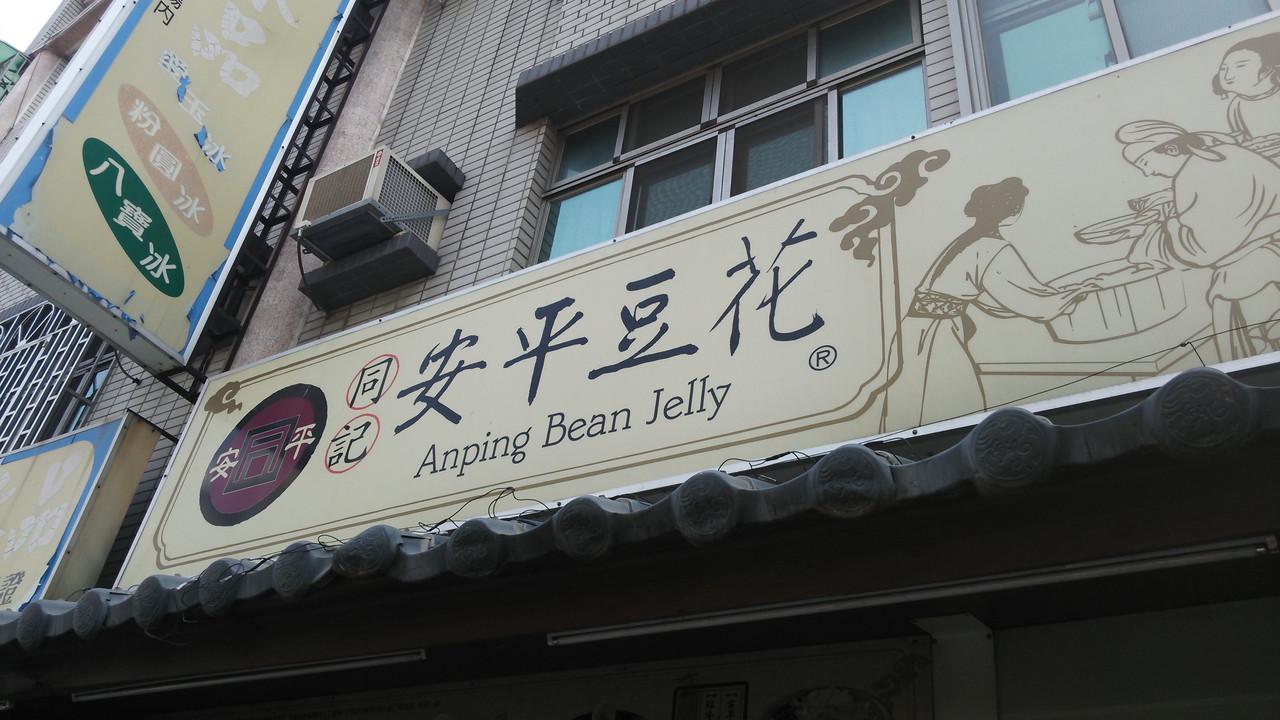 安平豆花
同記
Anping Bean Jelly
®
安同平
粉圓冰
八寶冰